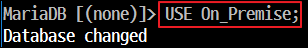 MariaDB [(none)]> USE On_Premise;
Database changed